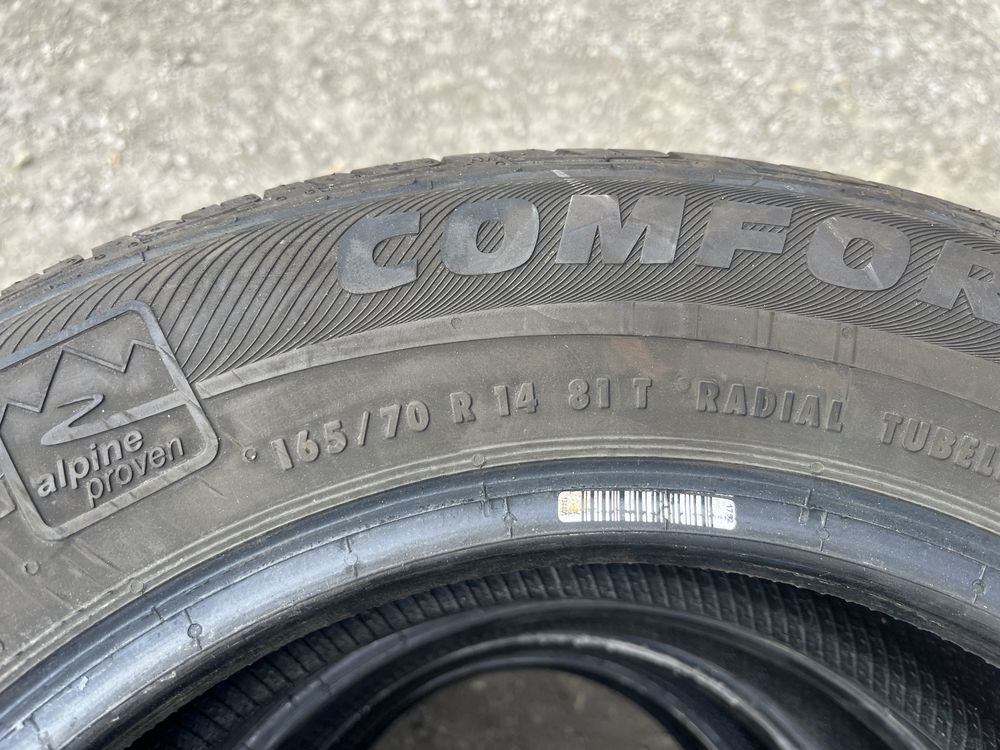 COMFOR
alpine
proven
165/70 R 14 81 T RADIAL TUBEL